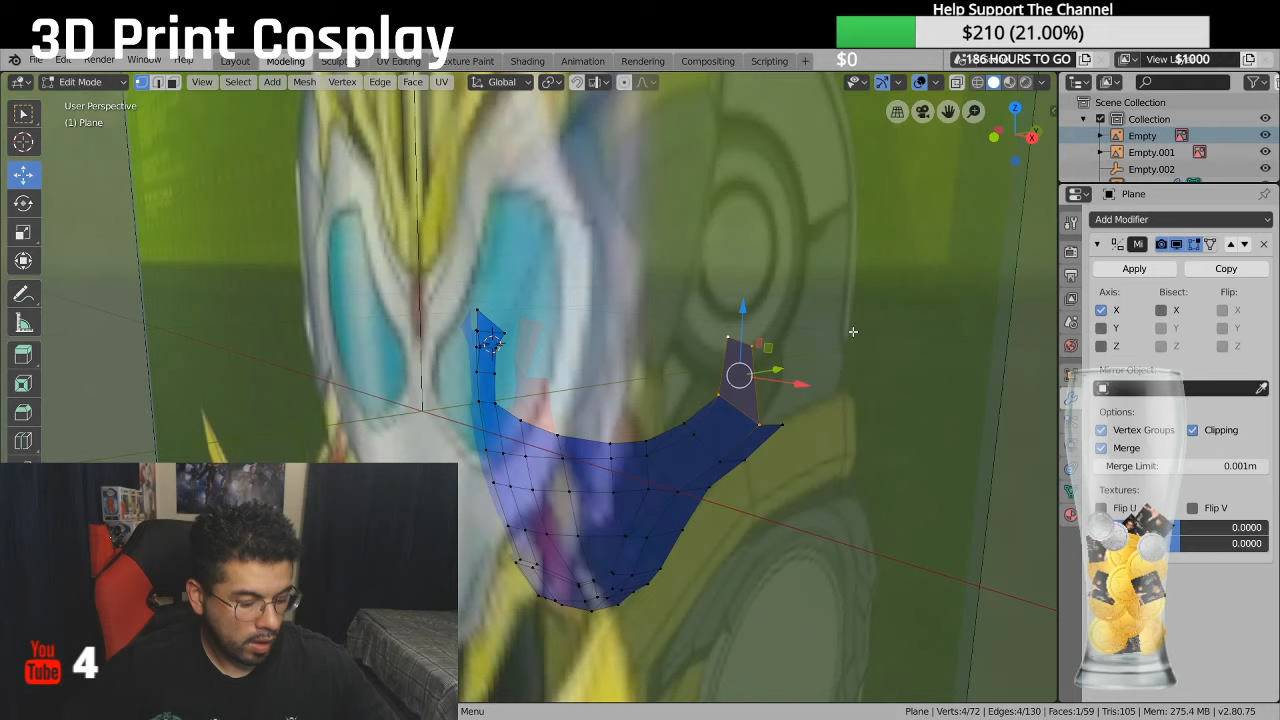 3D Print Cosplay
Help Support The Channel
$210 (21.00%)
$0
186 HOURS TO GO
$1000
Edit
Render
Window
Help
Layout
Modeling
Sculpting
UV Editing
Texture Paint
Shading
Animation
Rendering
Compositing
Scripting
+
View L
Edit Mode
View
Select
Add
Mesh
Vertex
Edge
Face
UV
Global
User Perspective
(1) Plane
Z
X
Scene Collection
Collection
Empty
Empty.001
Empty.002
Plane
Add Modifier
Mi
Apply
Copy
Axis:
Bisect:
Flip:
X
X
X
Y
Y
Y
Z
Z
Z
Mirror Object:
Options:
Vertex Groups
Clipping
Merge
Merge Limit:
0.001m
Textures:
Flip U
Flip V
0.0000
0.0000
You
Tube
4
Menu
Plane | Verts:4/72 | Edges:4/130 | Faces:1/59 | Tris:105 | Mem: 275.4 MB | v2.80.75